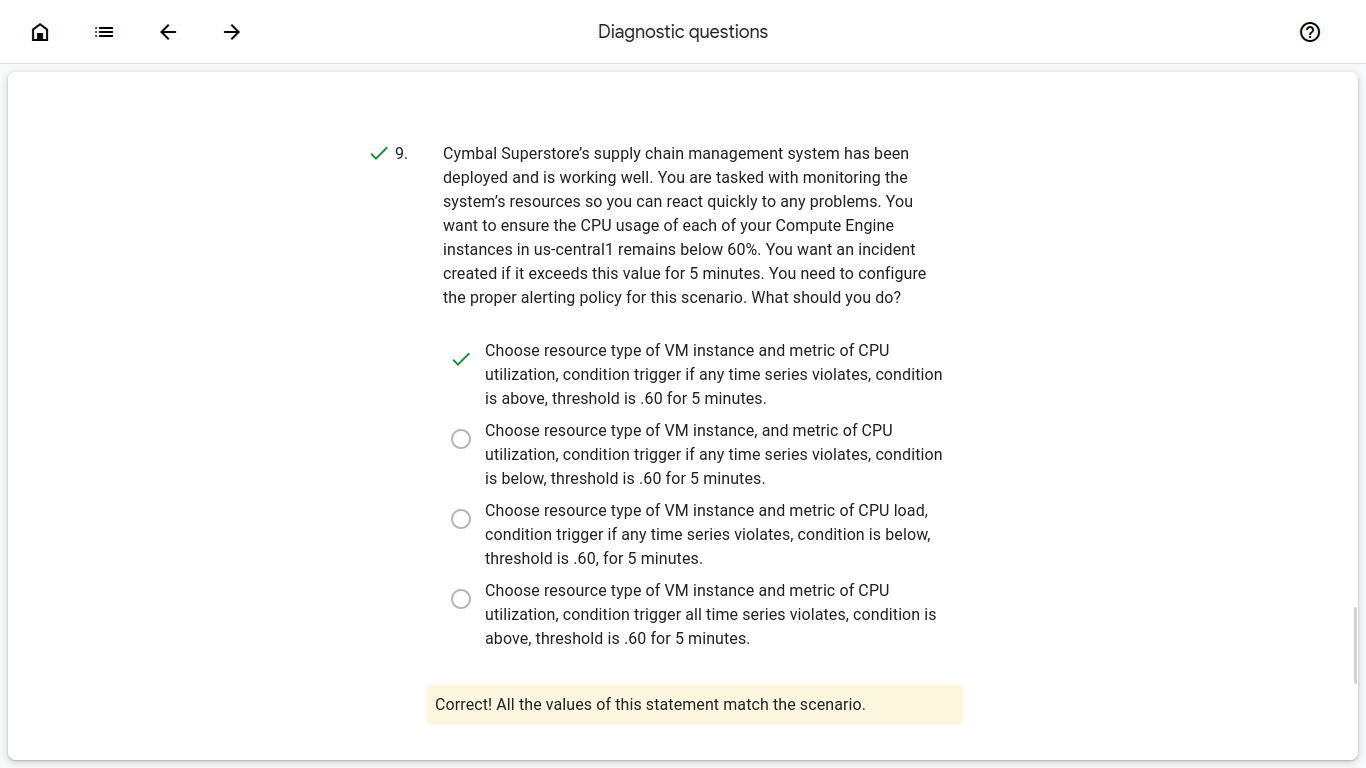 Diagnostic questions
9.
Cymbal Superstore’s supply chain management system has been
deployed and is working well. You are tasked with monitoring the
system’s resources so you can react quickly to any problems. You
want to ensure the CPU usage of each of your Compute Engine
instances in us-central1 remains below 60%. You want an incident
created if it exceeds this value for 5 minutes. You need to configure
the proper alerting policy for this scenario. What should you do?
Choose resource type of VM instance and metric of CPU
utilization, condition trigger if any time series violates, condition
is above, threshold is .60 for 5 minutes.
Choose resource type of VM instance, and metric of CPU
utilization, condition trigger if any time series violates, condition
is below, threshold is .60 for 5 minutes.
Choose resource type of VM instance and metric of CPU load,
condition trigger if any time series violates, condition is below,
threshold is .60, for 5 minutes.
Choose resource type of VM instance and metric of CPU
utilization, condition trigger all time series violates, condition is
above, threshold is .60 for 5 minutes.
Correct! All the values of this statement match the scenario.